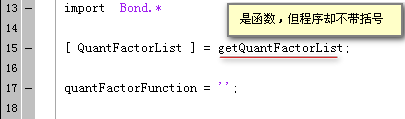 13 import Bond.*
是函数，但程序却不带括号
14
15 [ QuantFactorList ] = getQuantFactorList;
16
17 quantFactorFunction = '';
18